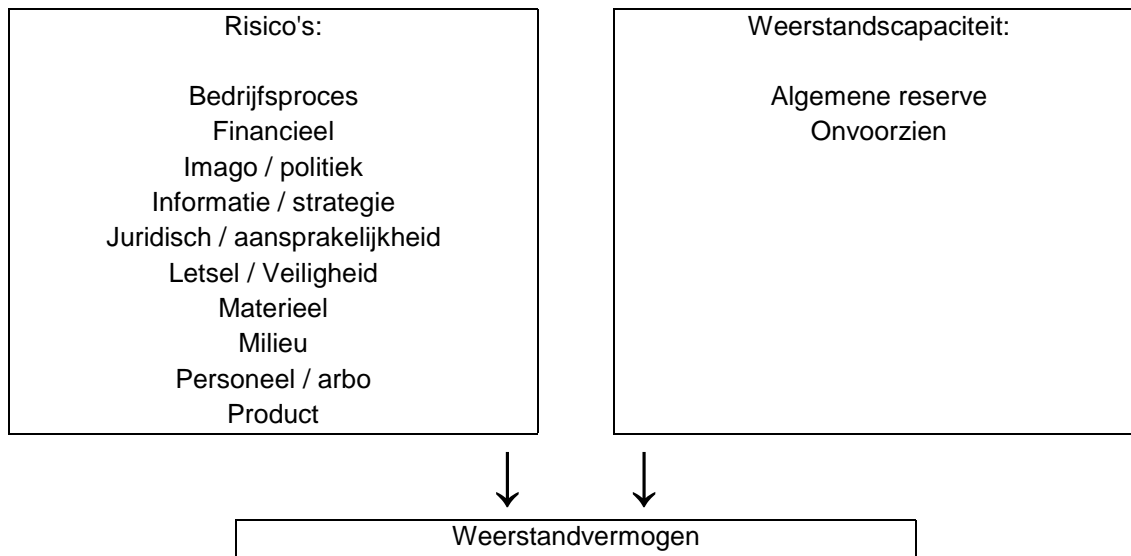 Risico's:
Bedrijfsproces
Financieel
Imago / politiek
Informatie / strategie
Juridisch / aansprakelijkheid
Letsel / Veiligheid
Materieel
Milieu
Personeel / arbo
Product
Weerstandscapaciteit:
Algemene reserve
Onvoorzien
Weerstandvermogen